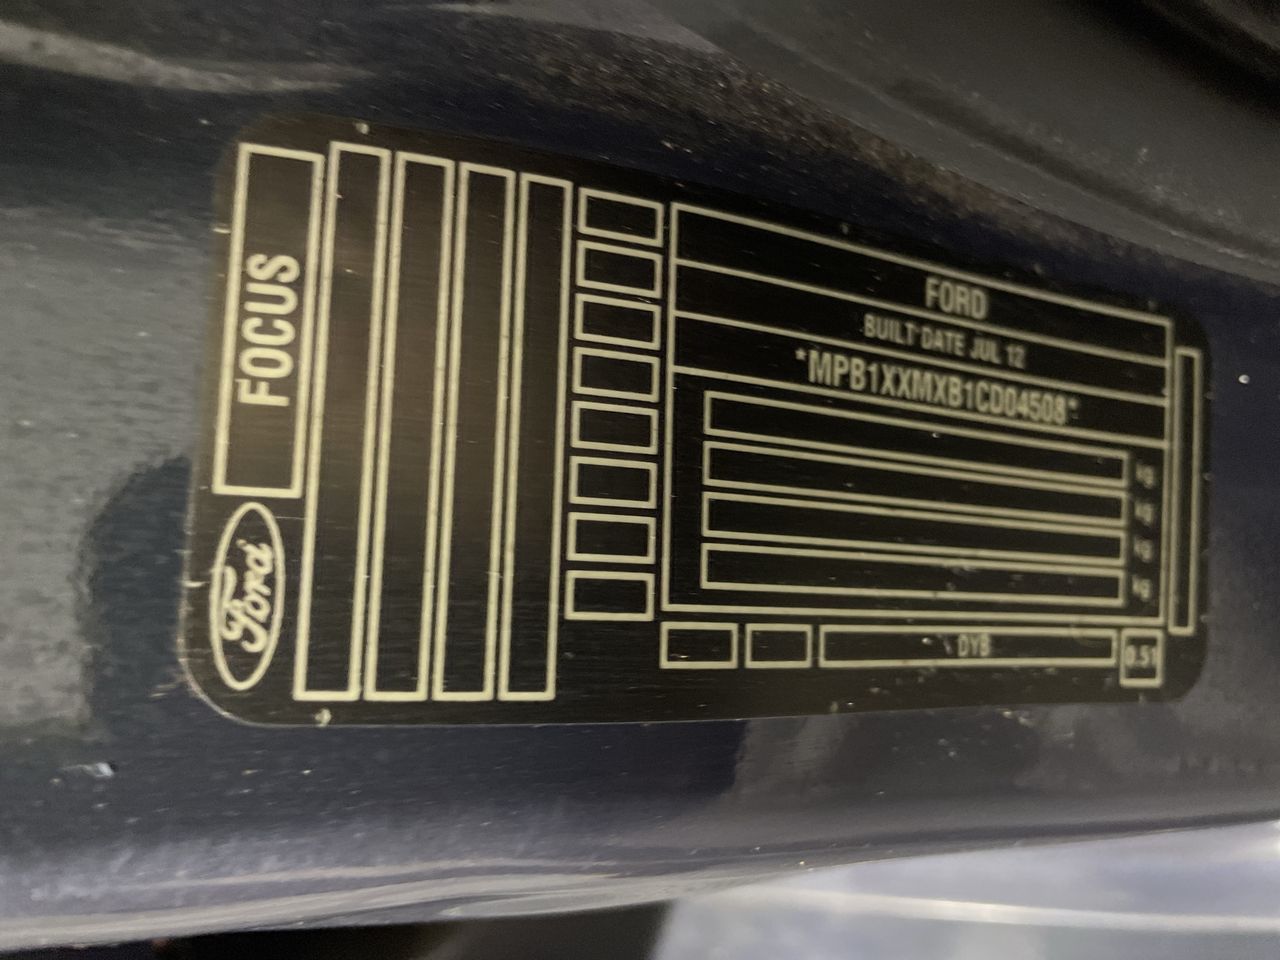 FOCUS
Ford
FORD
BUILT DATE JUL 12
*MPB1XXMXB1CD04508*
kg
kg
kg
kg
DYB
0.51